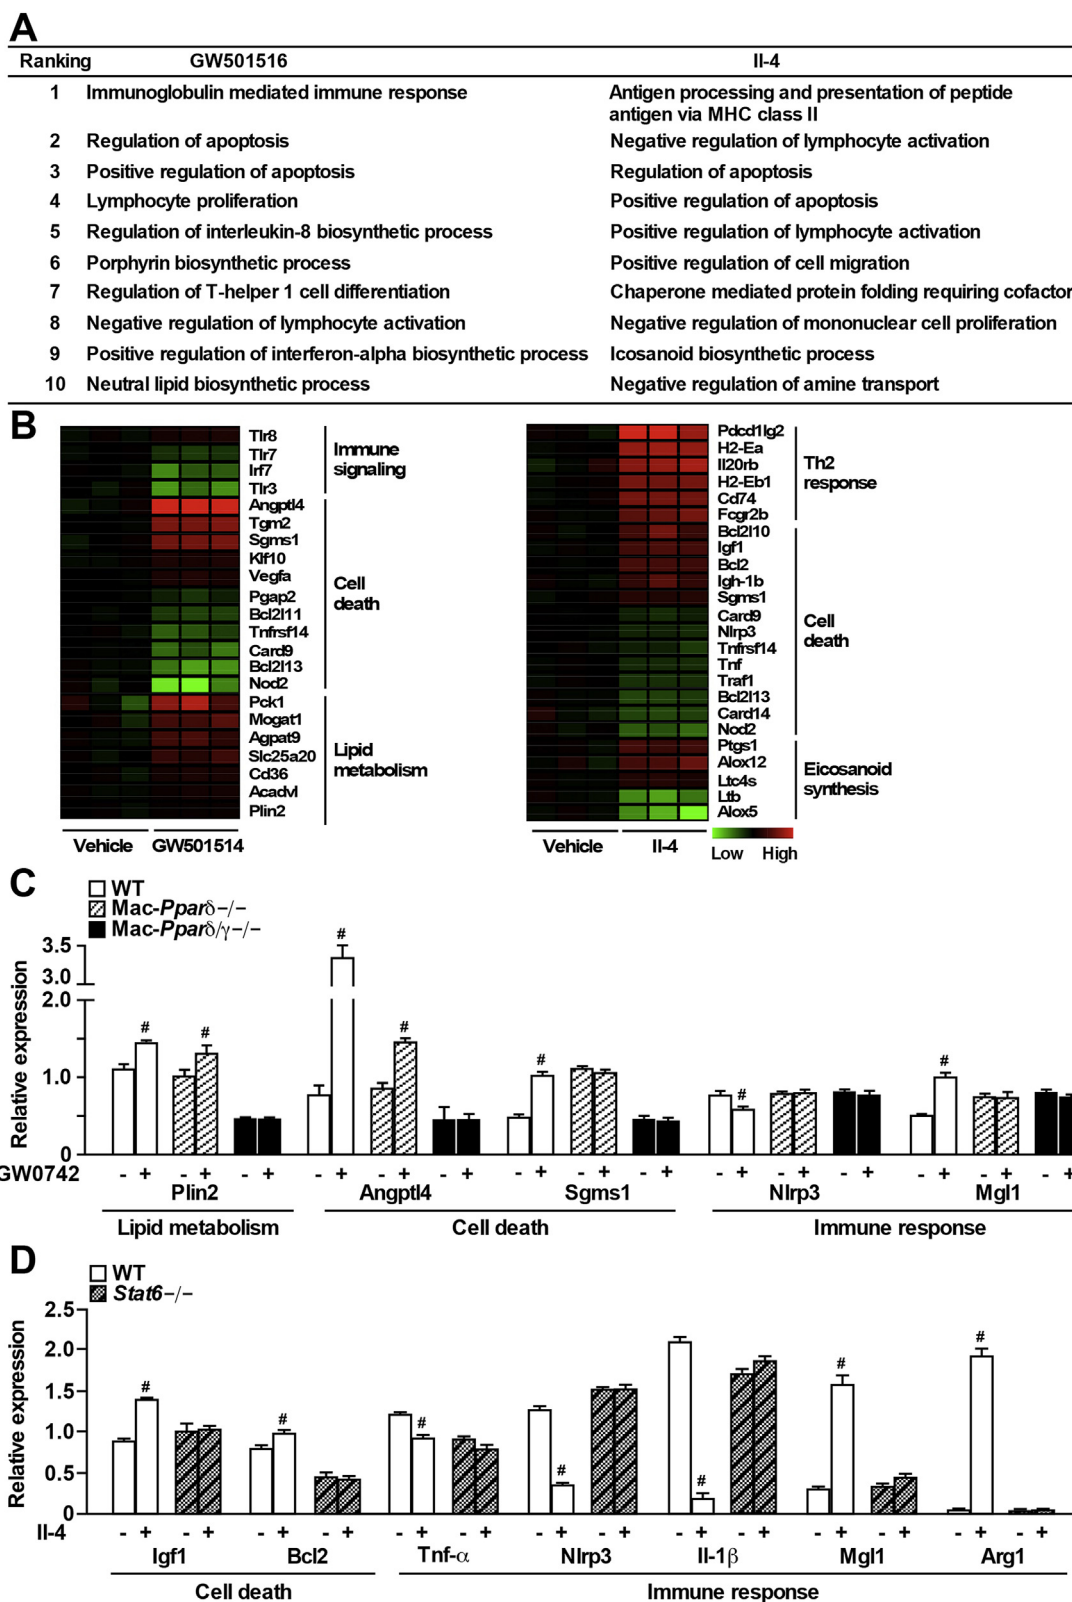 A
Ranking GW501516 Il-4
1 Immunoglobulin mediated immune response Antigen processing and presentation of peptide
antigen via MHC class II
2 Regulation of apoptosis Negative regulation of lymphocyte activation
3 Positive regulation of apoptosis Regulation of apoptosis
4 Lymphocyte proliferation Positive regulation of apoptosis
5 Regulation of interleukin-8 biosynthetic process Positive regulation of lymphocyte activation
6 Porphyrin biosynthetic process Positive regulation of cell migration
7 Regulation of T-helper 1 cell differentiation Chaperone mediated protein folding requiring cofactor
8 Negative regulation of lymphocyte activation Negative regulation of mononuclear cell proliferation
9 Positive regulation of interferon-alpha biosynthetic process Icosanoid biosynthetic process
10 Neutral lipid biosynthetic process Negative regulation of amine transport
B
Tlr8
Tlr7
Irf7
Tlr3
Angptl4
Tgm2
Sgms1
Klf10
Vegfa
Pgap2
Bcl2l11
Tnfrsf14
Card9
Bcl2l13
Nod2
Pck1
Mogat1
Agpat9
Slc25a20
Cd36
Acadvl
Plin2
Immune
signaling
Cell
death
Lipid
metabolism
Vehicle GW501514
Pdcd1lg2
H2-Ea
Il20rb
H2-Eb1
Cd74
Fcgr2b
Bcl2l10
Igf1
Bcl2
Igh-1b
Sgms1
Card9
Nlrp3
Tnfrsf14
Tnf
Traf1
Bcl2l13
Card14
Nod2
Ptgs1
Alox12
Ltc4s
Ltb
Alox5
Th2
response
Cell
death
Eicosanoid
synthesis
Vehicle Il-4
Low High
C
WT
Mac-Pparδ−/−
Mac-Pparδ/γ−/−
Relative expression
3.5
3.0
2.0
1.0
0
# # # # # # #
GW0742 - + - + - + - + - + - + - + - + - + - + - + - + - + - + -
Plin2 Angptl4 Sgms1 Nlrp3 Mgl1
Lipid metabolism Cell death Immune response
D
WT
Stat6−/−
Relative expression
2.5
2.0
1.5
1.0
0.5
0
# # # # # # #
Il-4 - + - + - + - + - + - + - + - + - + - + - + - + - + - +
Igf1 Bcl2 Tnf-α Nlrp3 Il-1β Mgl1 Arg1
Cell death Immune response